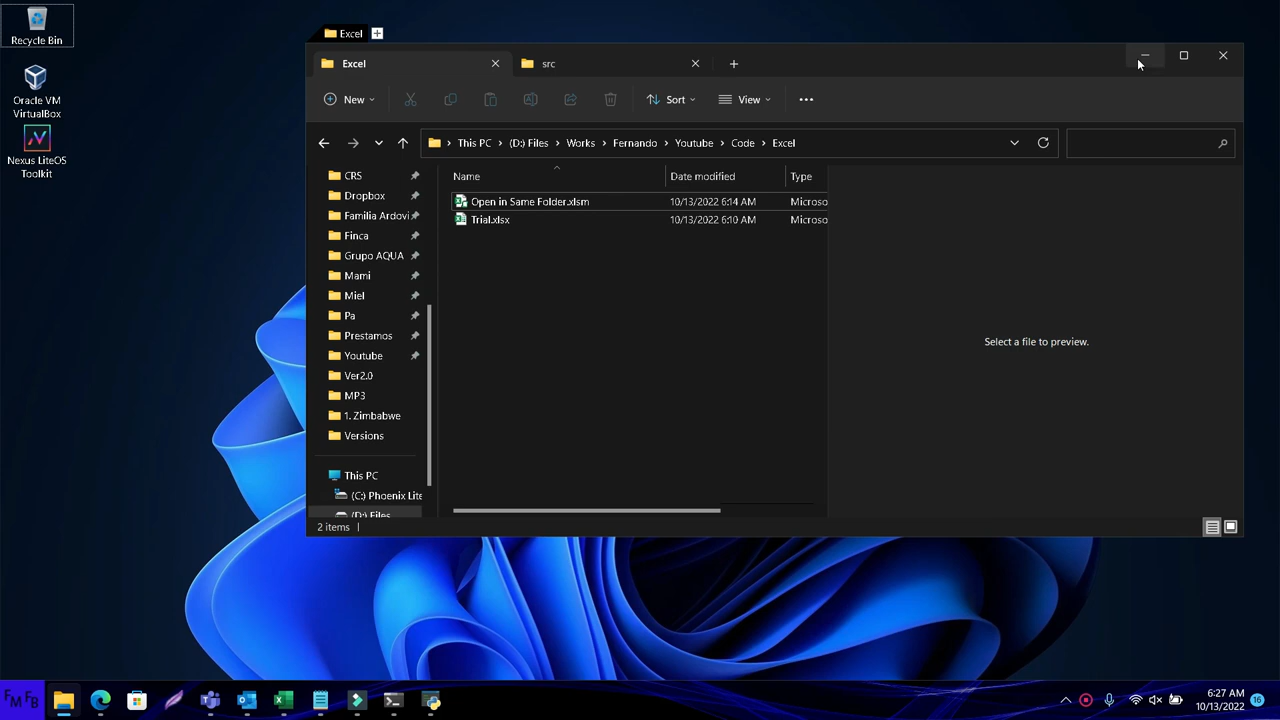 Recycle Bin
Oracle VM
VirtualBox
Nexus LiteOS
Toolkit
Excel
Excel
src
New
Sort
View
This PC
(D:) Files
Works
Fernando
Youtube
Code
Excel
Name
Date modified
Type
Open in Same Folder.xlsm
10/13/2022 6:14 AM
Microso
Trial.xlsx
10/13/2022 6:10 AM
Microso
CRS
Dropbox
Familia Ardovi
Finca
Grupo AQUA
Mami
Miel
Pa
Prestamos
Youtube
Ver2.0
MP3
1. Zimbabwe
Versions
This PC
(C:) Phoenix Lite
(D:) Files
Select a file to preview.
2 items
FM FB
6:27 AM
10/13/2022
16